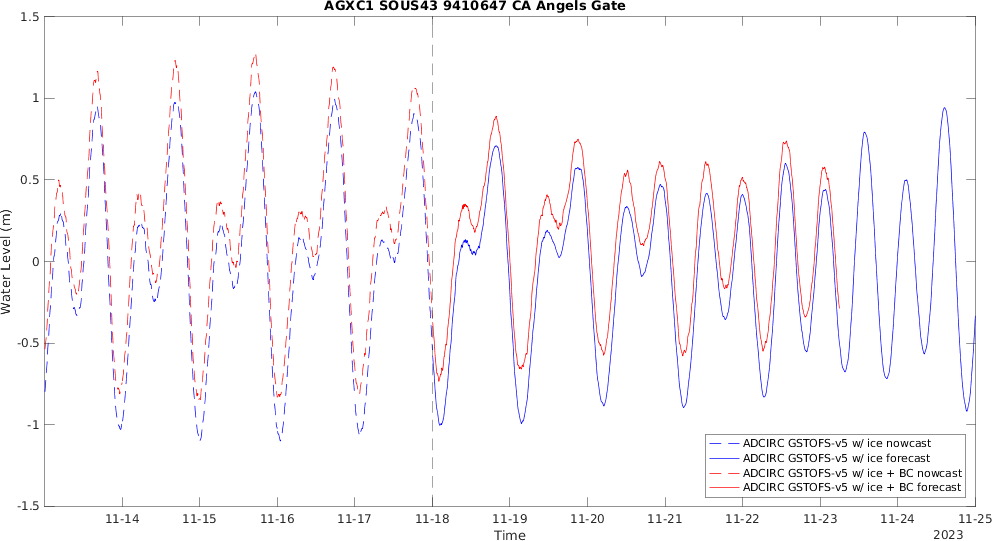 AGXC1 SOUS43 9410647 CA Angels Gate
1.5
1
0.5
0
-0.5
-1
-1.5
Water Level (m)
11-14 11-15 11-16 11-17 11-18 11-19 11-20 11-21 11-22 11-23 11-24 11-25
Time
2023
ADCIRC GSTOFS-v5 w/ ice nowcast
ADCIRC GSTOFS-v5 w/ ice forecast
ADCIRC GSTOFS-v5 w/ ice + BC nowcast
ADCIRC GSTOFS-v5 w/ ice + BC forecast